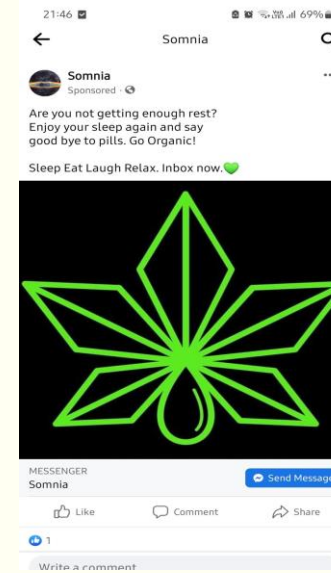 21:46
69%
Somnia
Somnia
Sponsored ·
Are you not getting enough rest?
Enjoy your sleep again and say
good bye to pills. Go Organic!
Sleep Eat Laugh Relax. Inbox now.💚
MESSENGER
Somnia
Send Message
Like
Comment
Share
1
Write a comment